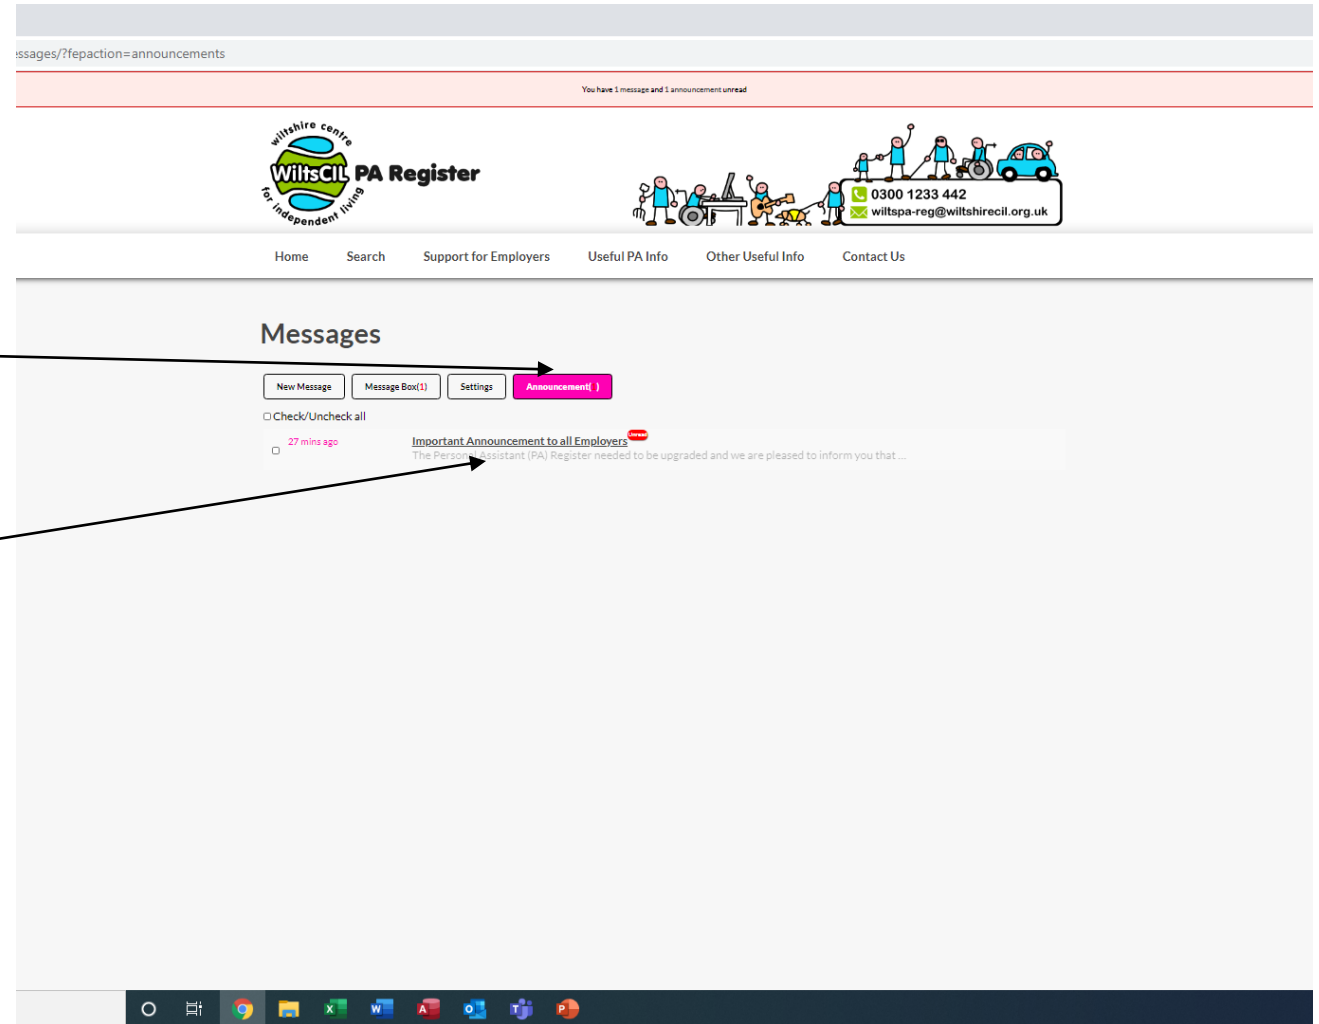 essages/?fepaction=announcements
You have 1 message and 1 announcement unread
wiltshire centre
WiltsCIL PA Register
for independent living
0300 1233 442
wiltspa-reg@wiltshirecil.org.uk
Home Search Support for Employers Useful PA Info Other Useful Info Contact Us
Messages
New Message Message Box(1) Settings Announcement( )
Check/Uncheck all
27 mins ago Important Announcement to all Employers Unread
The Personal Assistant (PA) Register needed to be upgraded and we are pleased to inform you that ...